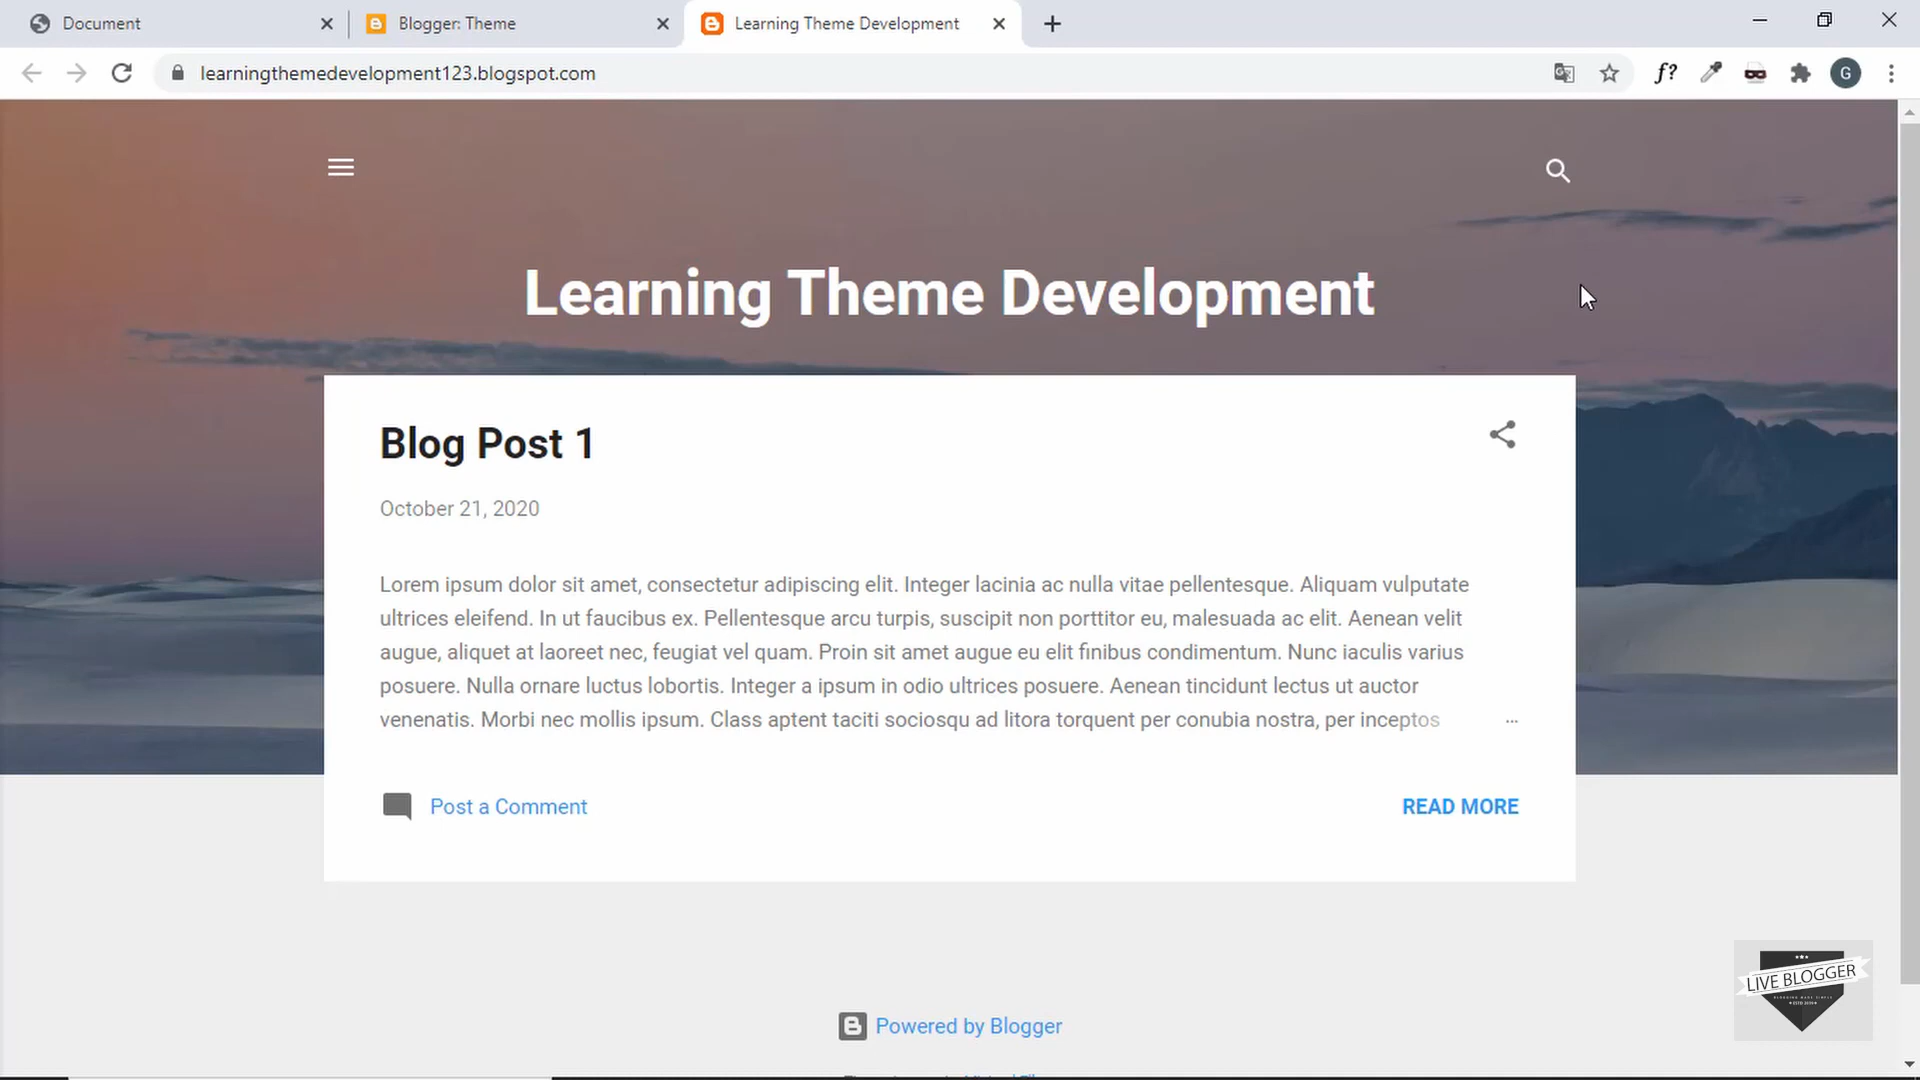 Document
Blogger: Theme
Learning Theme Development
learningthemedevelopment123.blogspot.com
f?
G
Learning Theme Development
Blog Post 1
October 21, 2020
Lorem ipsum dolor sit amet, consectetur adipiscing elit. Integer lacinia ac nulla vitae pellentesque. Aliquam vulputate
ultrices eleifend. In ut faucibus ex. Pellentesque arcu turpis, suscipit non porttitor eu, malesuada ac elit. Aenean velit
augue, aliquet at laoreet nec, feugiat vel quam. Proin sit amet augue eu elit finibus condimentum. Nunc iaculis varius
posuere. Nulla ornare luctus lobortis. Integer a ipsum in odio ultrices posuere. Aenean tincidunt lectus ut auctor
venenatis. Morbi nec mollis ipsum. Class aptent taciti sociosqu ad litora torquent per conubia nostra, per inceptos ...
Post a Comment
READ MORE
LIVE BLOGGER
Powered by Blogger